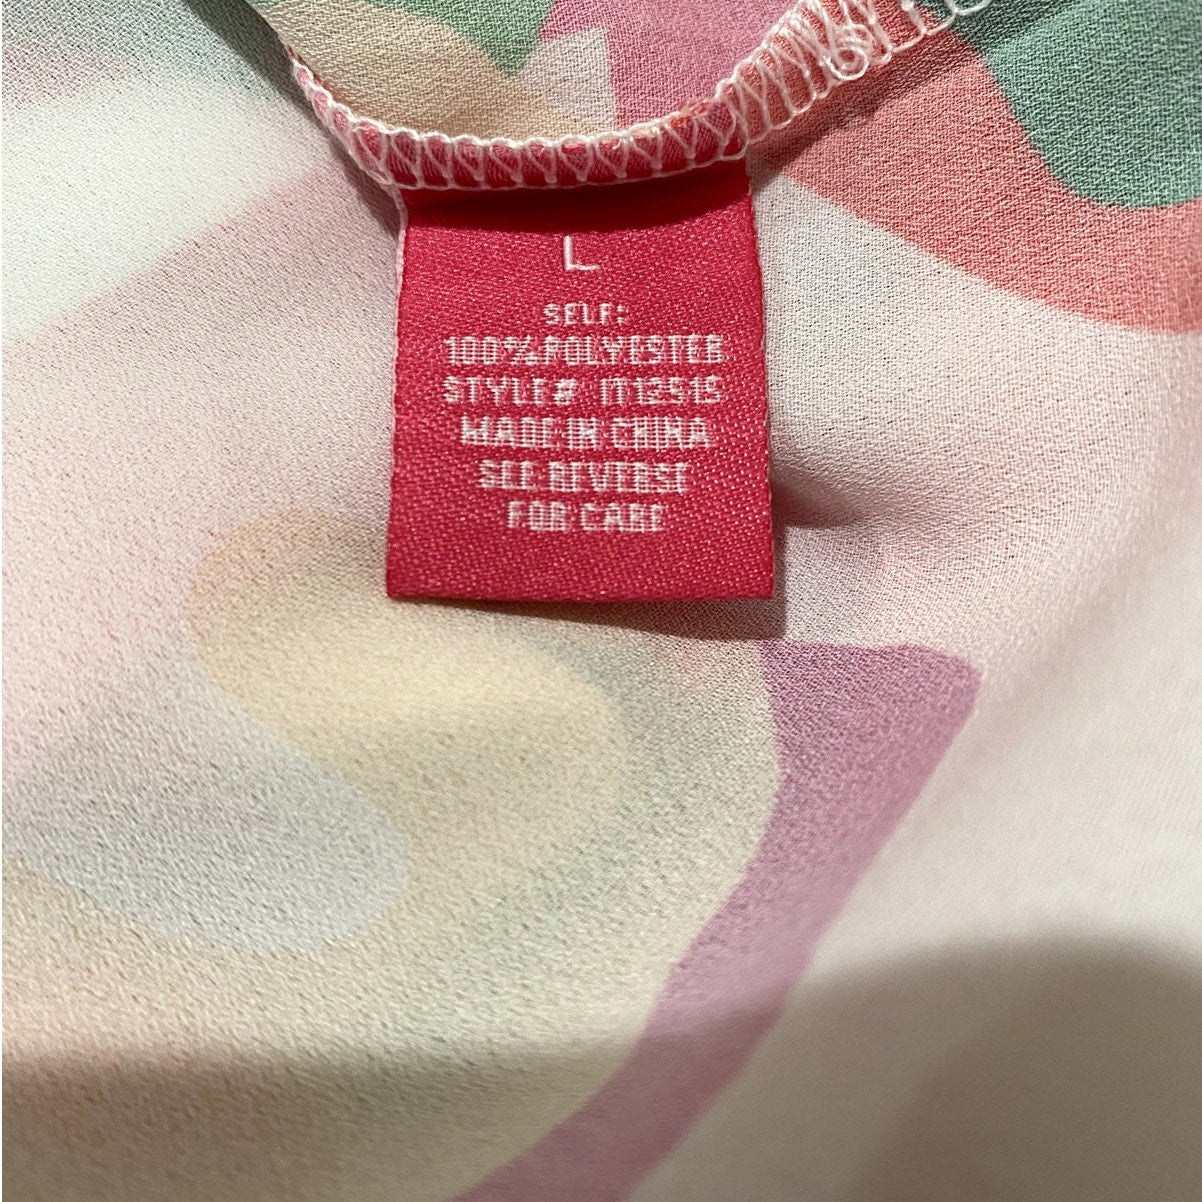 L
SELF:
100%POLYESTER
STYLE# IT12515
MADE IN CHINA
SEE REVERSE
FOR CARE